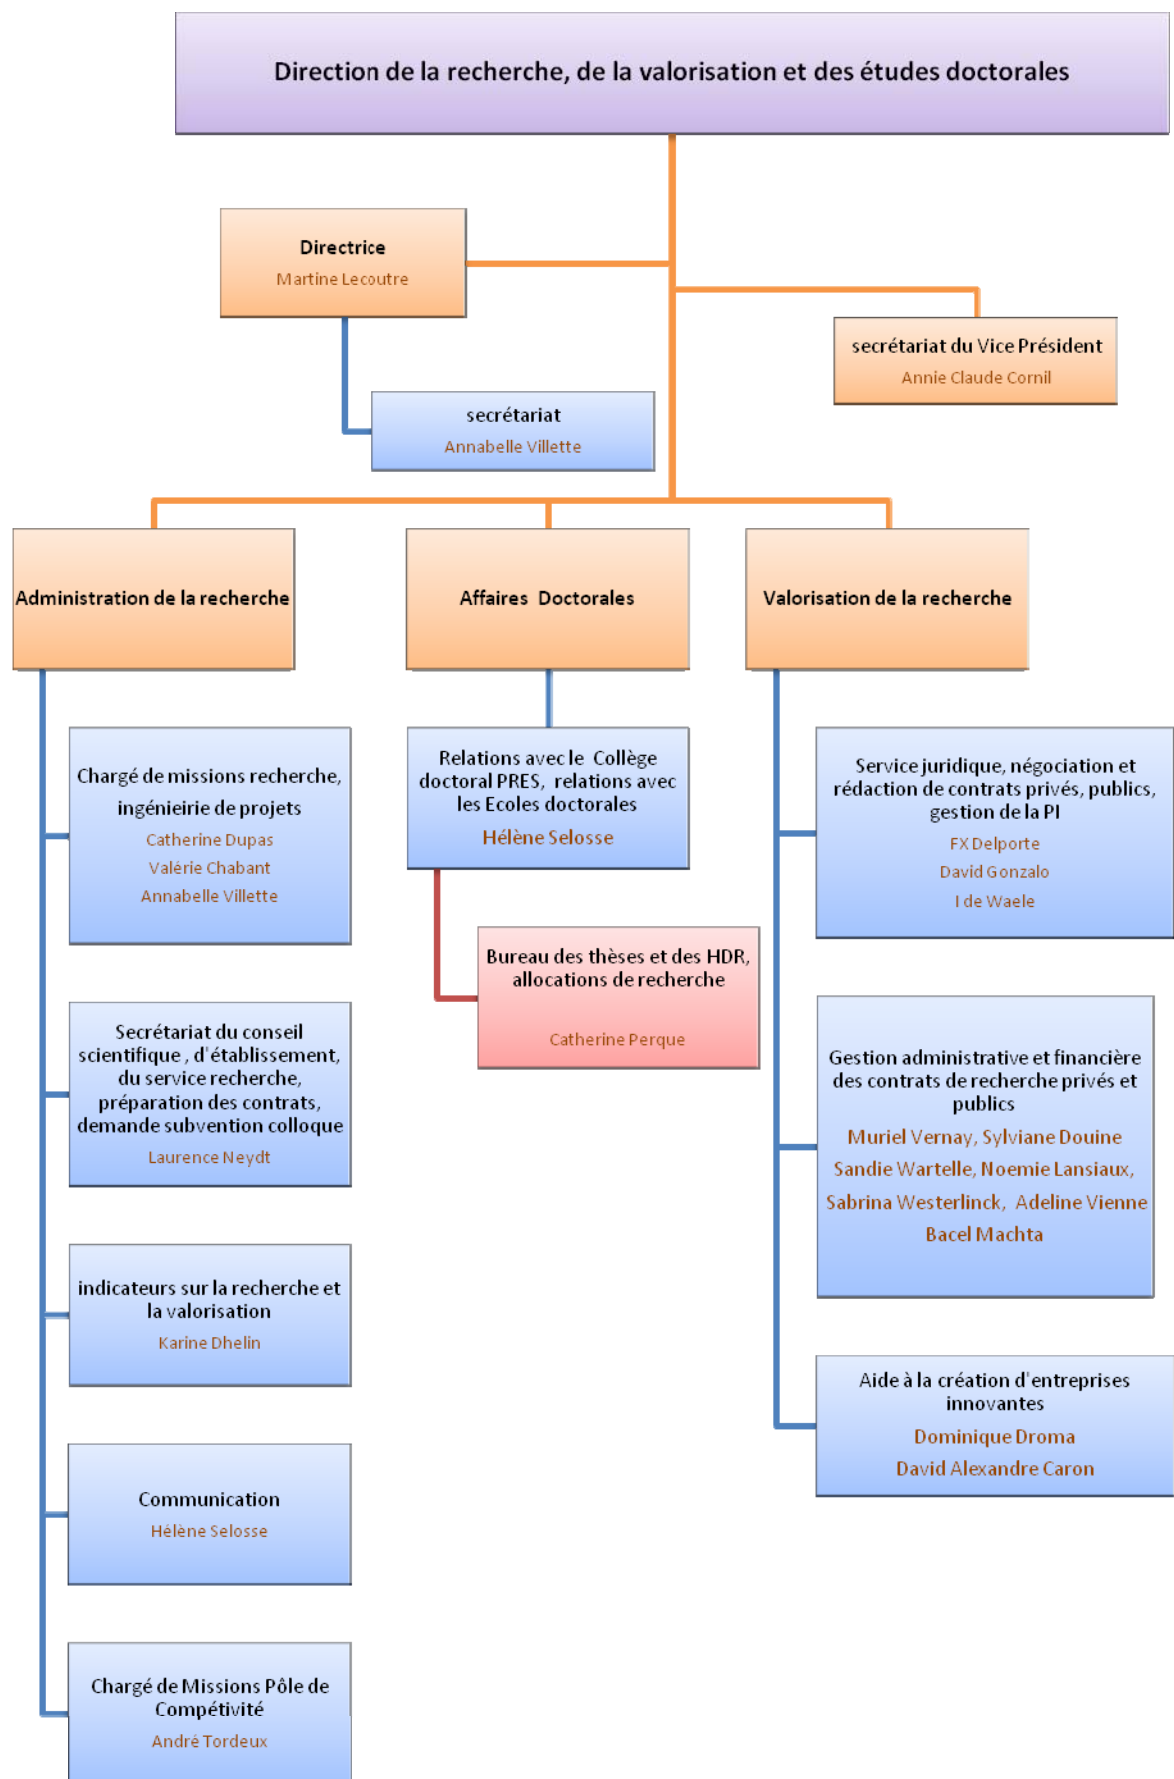 Direction de la recherche, de la valorisation et des études doctorales
Directrice
Martine Lecoutre
secrétariat du Vice Président
Annie Claude Cornil
secrétariat
Annabelle Villette
Administration de la recherche
Affaires Doctorales
Valorisation de la recherche
Chargé de missions recherche,
ingénieirie de projets
Catherine Dupas
Valérie Chabant
Annabelle Villette
Secrétariat du conseil
scientifique , d'établissement,
du service recherche,
préparation des contrats,
demande subvention colloque
Laurence Neydt
indicateurs sur la recherche et
la valorisation
Karine Dhelin
Communication
Hélène Selosse
Chargé de Missions Pôle de
Compétivité
André Tordeux
Relations avec le Collège
doctoral PRES, relations avec
les Ecoles doctorales
Hélène Selosse
Bureau des thèses et des HDR,
allocations de recherche
Catherine Perque
Service juridique, négociation et
rédaction de contrats privés, publics,
gestion de la PI
FX Delporte
David Gonzalo
I de Waele
Gestion administrative et financière
des contrats de recherche privés et
publics
Muriel Vernay, Sylviane Douine
Sandie Wartelle, Noemie Lansiaux,
Sabrina Westerlinck, Adeline Vienne
Bacel Machta
Aide à la création d'entreprises
innovantes
Dominique Droma
David Alexandre Caron